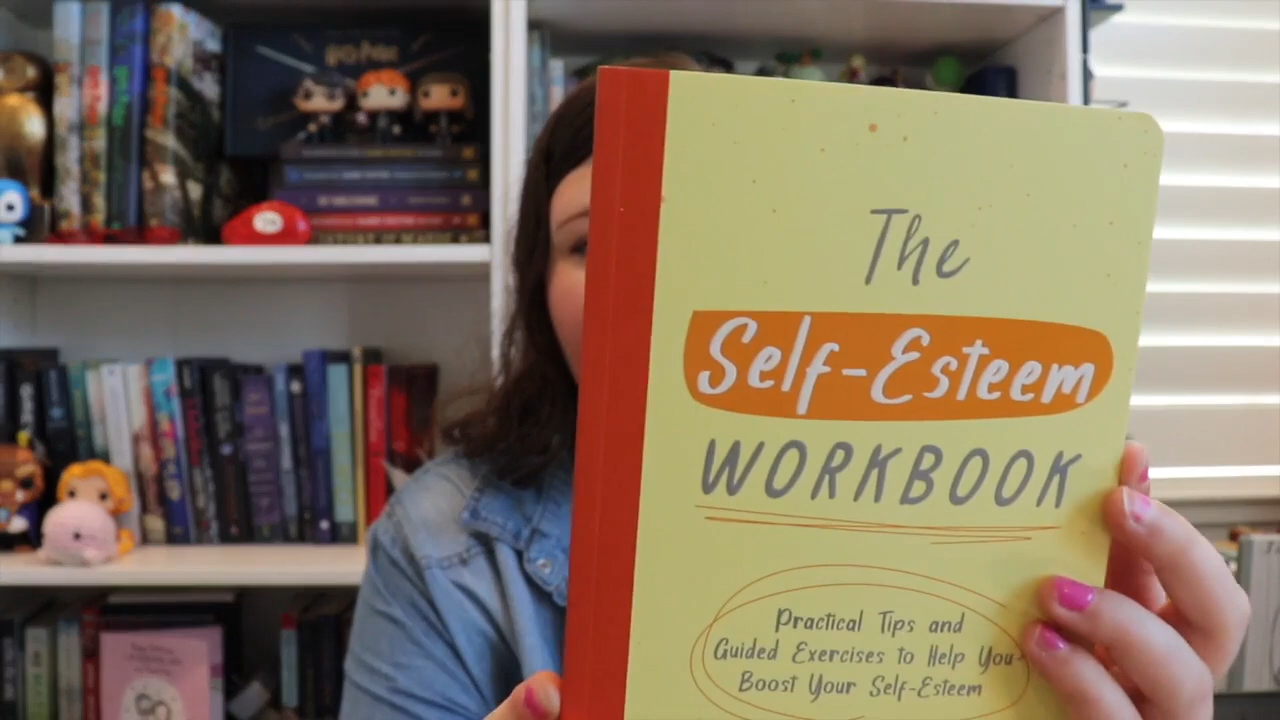 The
Self-Esteem
WORKBOOK
Practical Tips and
Guided Exercises to Help You
Boost Your Self-Esteem